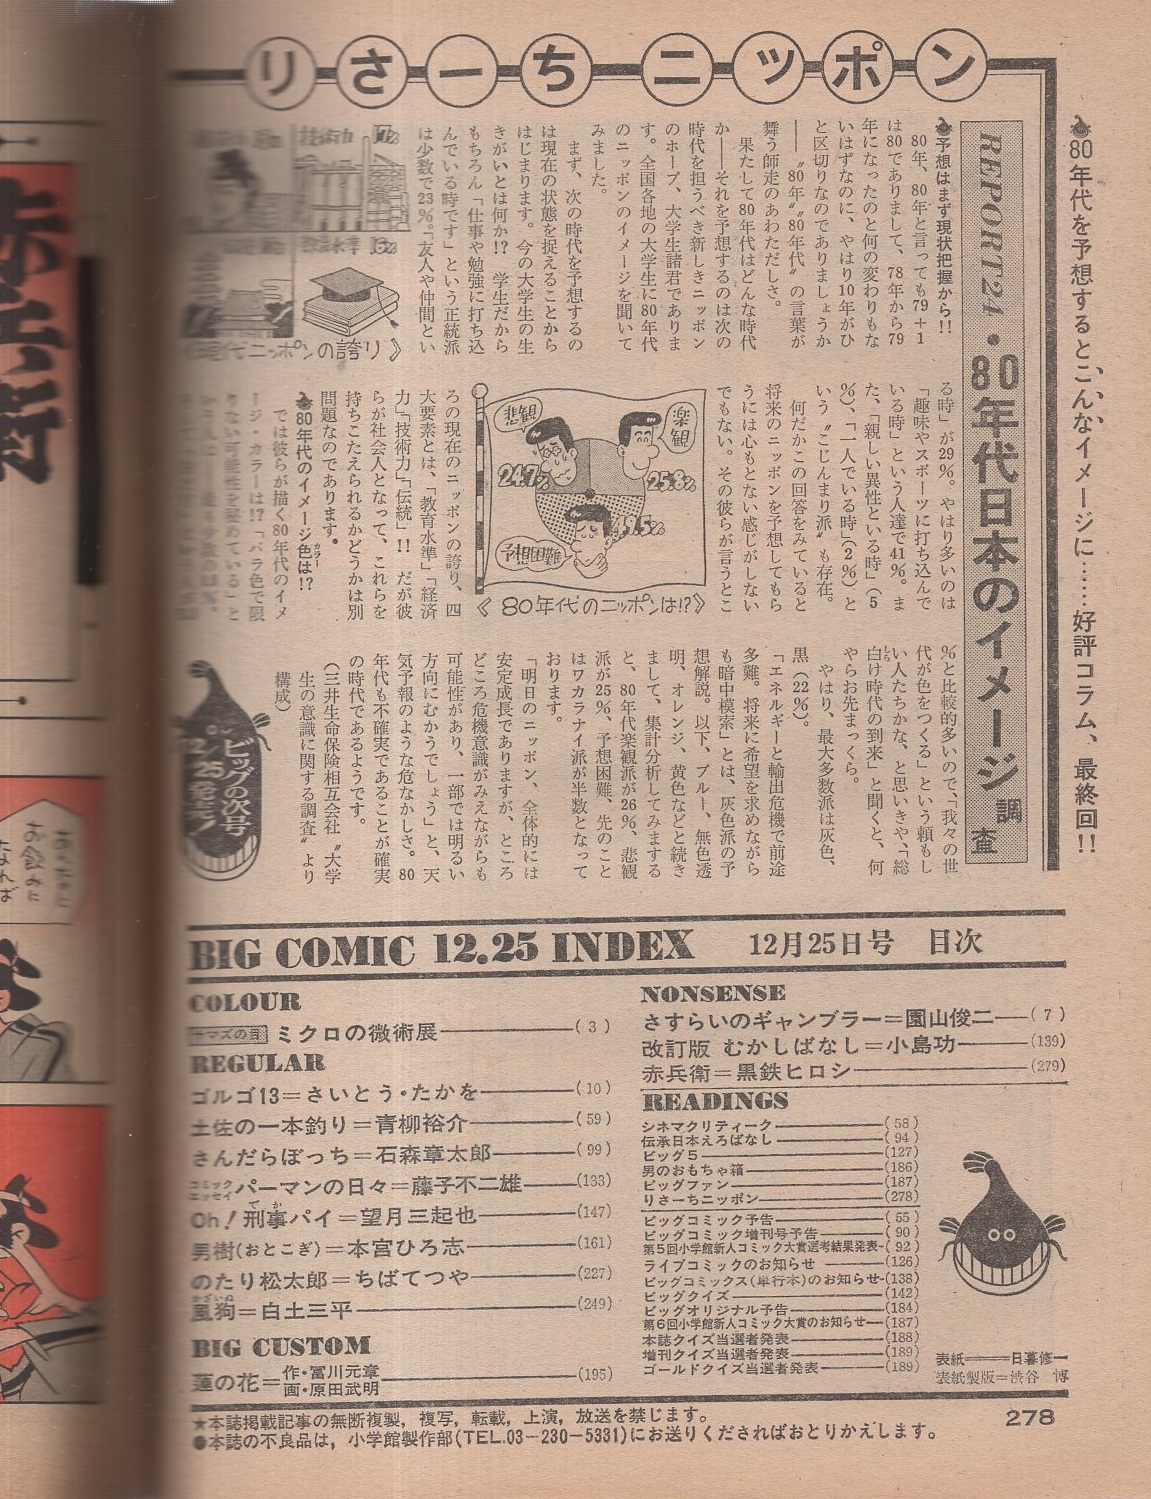 りさーちニッポン
80年代を予想するとこんなイメージに……好評コラム、最終回!!
REPORT24・80年代日本のイメージ調査
予想はまず現状把握から!!
80年、80年と言っても79+1
は80でありまして、78年から79
年になったのと何の変わりもな
いはずなのに、やはり10年がひ
と区切りなのでありましょうか
――〝80年〟〝80年代〟の言葉が
舞う師走のあわただしさ。
果たして80年代はどんな時代
か――それを予想するのは次の
時代を担うべき新しきニッポン
のホープ、大学生諸君でありま
す。全国各地の大学生に80年代
のニッポンのイメージを聞いて
みました。
まず、次の時代を予想するの
は現在の状態を捉えることから
はじまります。今の大学生の生
きがいとは何か!?　学生だから
もちろん「仕事や勉強に打ち込
んでいる時です」という正統派
は少数で23%。「友人や仲間とい
技術力
教育水準
《現代ニッポンの誇り》
る時」が29%。やはり多いのは
「趣味やスポーツに打ち込んで
いる時」という人達で41%。ま
た、「親しい異性といる時」(5
%)、「一人でいる時」(2%)と
いう〝こじんまり派〟も存在。
何だかこの回答をみていると
将来のニッポンを予想してもら
うには心もとない感じがしない
でもない。その彼らが言うとこ
楽観
25.8%
悲観
24.7%
49.5%
予想困難
《80年代のニッポンは!?》
ろの現在のニッポンの誇り、四
大要素とは、「教育水準」「経済
力」「技術力」「伝統」!!　だが彼
らが社会人となって、これらを
持ちこたえられるかどうかは別
問題なのであります。
80年代のイメージ色は!?
カラー
では彼らが描く80年代のイメ
ージ・カラーは!?「バラ色で限
りない可能性を秘めている」と
%と比較的多いので、「我々の世
代が色をつくる」という頼もし
い人たちかな、と思いきや、「総
白け時代の到来」と聞くと、何
しら
やらお先まっくら。
やはり、最大多数派は灰色、
黒(22%)。
「エネルギーと輸出危機で前途
多難。将来に希望を求めながら
も暗中模索」とは、灰色派の予
想解説。以下、ブルー、無色透
明、オレンジ、黄色などと続き
まして、集計分析してみまする
と、80年代楽観派が26%、悲観
派が25%、予想困難、先のこと
はワカラナイ派が半数となって
おります。
「明日のニッポン、全体的には
安定成長でありますが、ところ
どころ危機意識がみえながらも
可能性があり、一部では明るい
方向にむかうでしょう」と、天
気予報のような危なかしさ。80
年代も不確実であることが確実
の時代であるようです。
(三井生命保険相互会社〝大学
生の意識に関する調査〟より
構成)
ビッグの次号
12/25発売!
BIG COMIC 12.25 INDEX　12月25日号　目次
COLOUR
ナマズの目 ミクロの微術展――(3)
REGULAR
ゴルゴ13=さいとう・たかを――(10)
土佐の一本釣り=青柳裕介――(59)
さんだらぼっち=石森章太郎――(99)
コミックエッセイ パーマンの日々=藤子不二雄――(133)
でか
Oh!刑事パイ=望月三起也――(147)
男樹(おとこぎ)=本宮ひろ志――(161)
のたり松太郎=ちばてつや――(227)
かざいぬ
風狗=白土三平――(249)
BIG CUSTOM
蓮の花=作・冨川元章 画・原田武明――(195)
NONSENSE
さすらいのギャンブラー=園山俊二――(7)
改訂版 むかしばなし=小島功――(139)
赤兵衛=黒鉄ヒロシ――(279)
READINGS
シネマクリティーク――(58)
伝承日本えろばなし――(94)
ビッグ5――(127)
男のおもちゃ箱――(186)
ビッグファン――(187)
りさーちニッポン――(278)
ビッグコミック予告――(55)
ビッグコミック増刊号予告――(90)
第5回小学館新人コミック大賞選考結果発表-(92)
ライブコミックのお知らせ――(126)
ビッグコミックス(単行本)のお知らせ-(138)
ビッグクイズ――(142)
ビッグオリジナル予告――(184)
第6回小学館新人コミック大賞のお知らせ―(187)
本誌クイズ当選者発表――(188)
増刊クイズ当選者発表――(189)
ゴールドクイズ当選者発表――(189)
表紙――日暮修一
表紙製版=渋谷　博
★本誌掲載記事の無断複製，複写，転載，上演，放送を禁じます。
●本誌の不良品は，小学館製作部(TEL.03-230-5331)にお送りくださればおとりかえします。
278